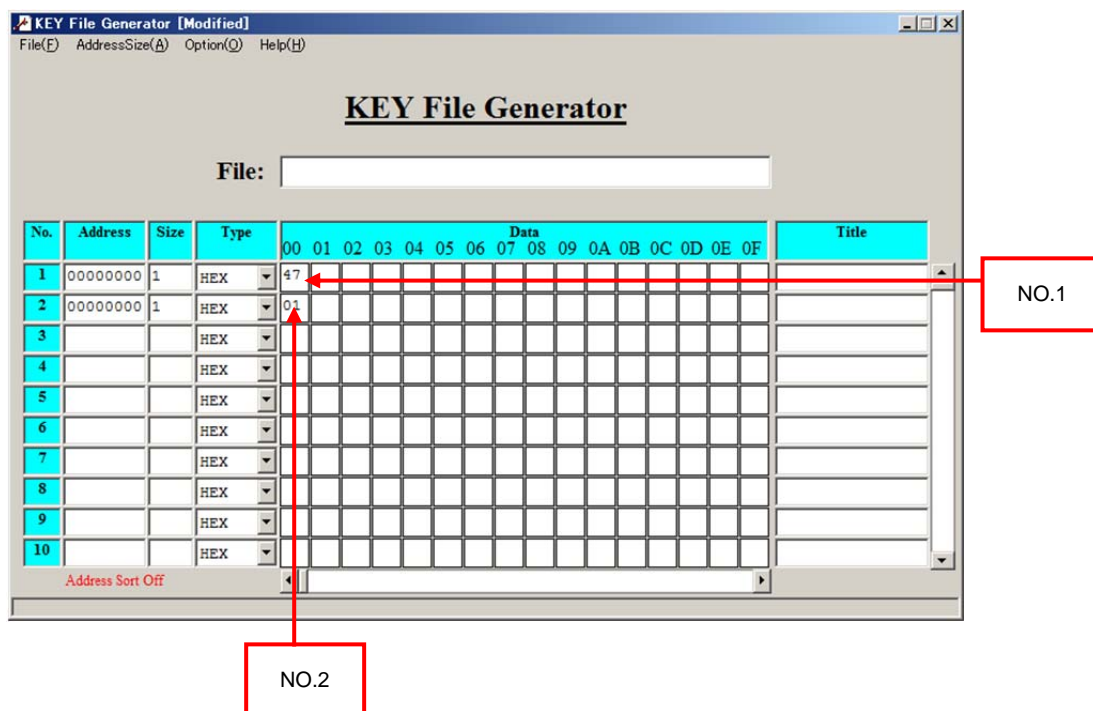 KEY File Generator [Modified]
File(F) AddressSize(A) Option(O) Help(H)
KEY File Generator
File:
No. Address Size Type Data Title
00 01 02 03 04 05 06 07 08 09 0A 0B 0C 0D 0E 0F
1 00000000 1 HEX 47
NO.1
2 00000000 1 HEX 01
3 HEX
4 HEX
5 HEX
6 HEX
7 HEX
8 HEX
9 HEX
10 HEX
Address Sort Off
NO.2